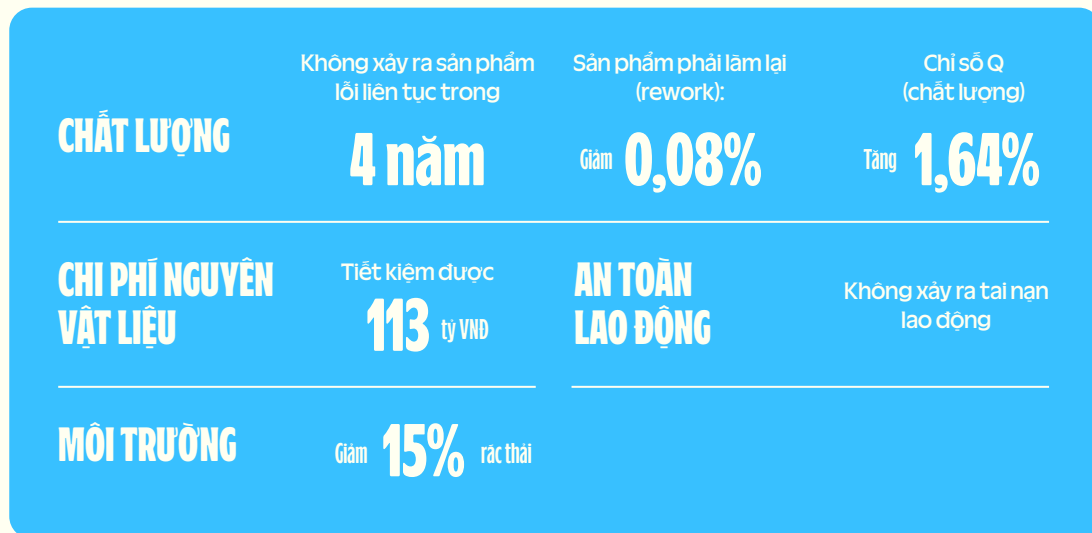 CHẤT LƯỢNG
Không xảy ra sản phẩm
lỗi liên tục trong
4 năm
Sản phẩm phải làm lại
(rework):
Giảm 0,08%
Chỉ số Q
(chất lượng)
Tăng 1,64%
CHI PHÍ NGUYÊN
VẬT LIỆU
Tiết kiệm được
113 tỷ VNĐ
AN TOÀN
LAO ĐỘNG
Không xảy ra tai nạn
lao động
MÔI TRƯỜNG
Giảm 15% rác thải